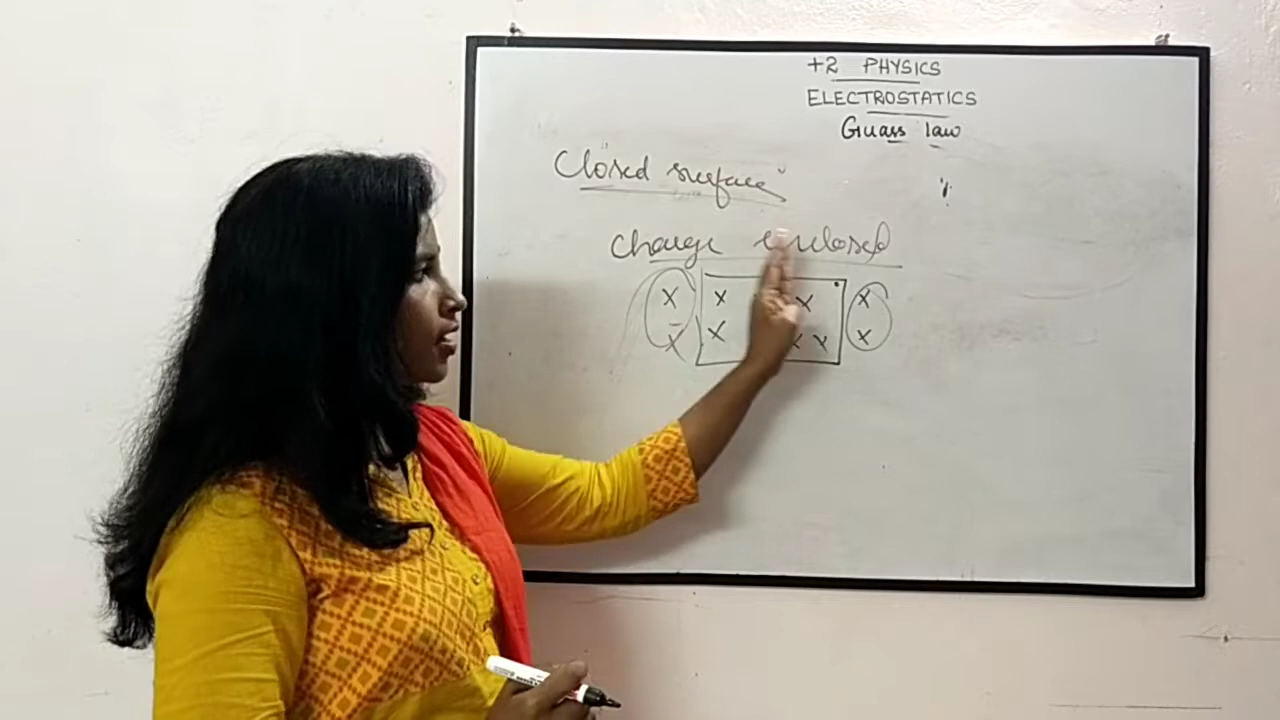 +2 PHYSICS
ELECTROSTATICS
Guass law
"Closed surface"
Charge enclosed
x x x x
x x x x x